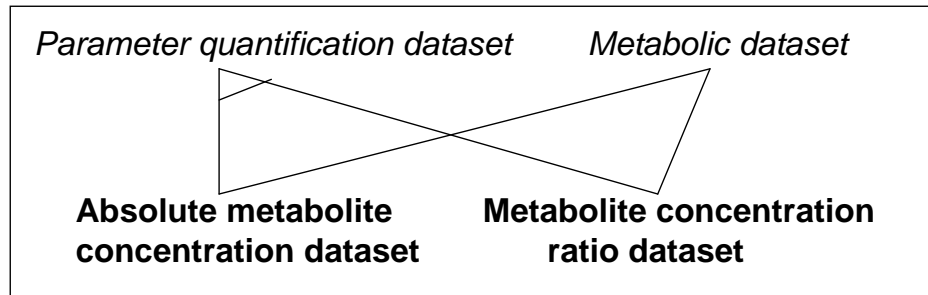 Parameter quantification dataset Metabolic dataset
Absolute metabolite
concentration dataset
Metabolite concentration
ratio dataset